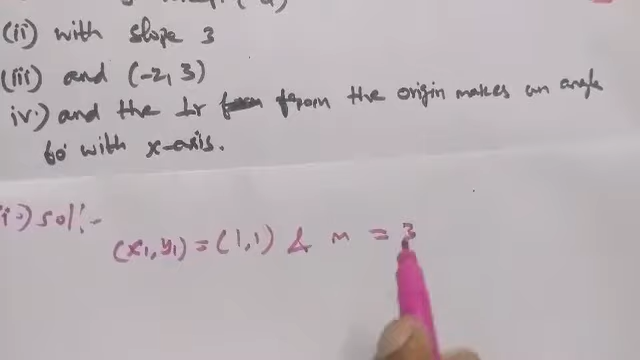 (ii) with slope 3
(iii) and (-2, 3)
iv.) and the ⊥r from the origin makes an angle
60° with x-axis.
ii.) sol:-
(x₁, y₁) = (1, 1) & m = 3